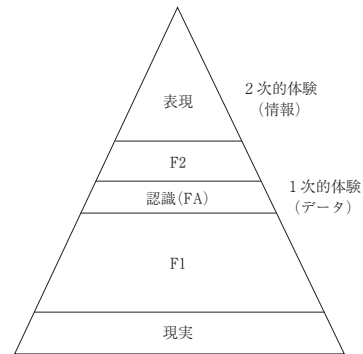 表現
2次的体験
（情報）
F2
認識（FA）
1次的体験
（データ）
F1
現実